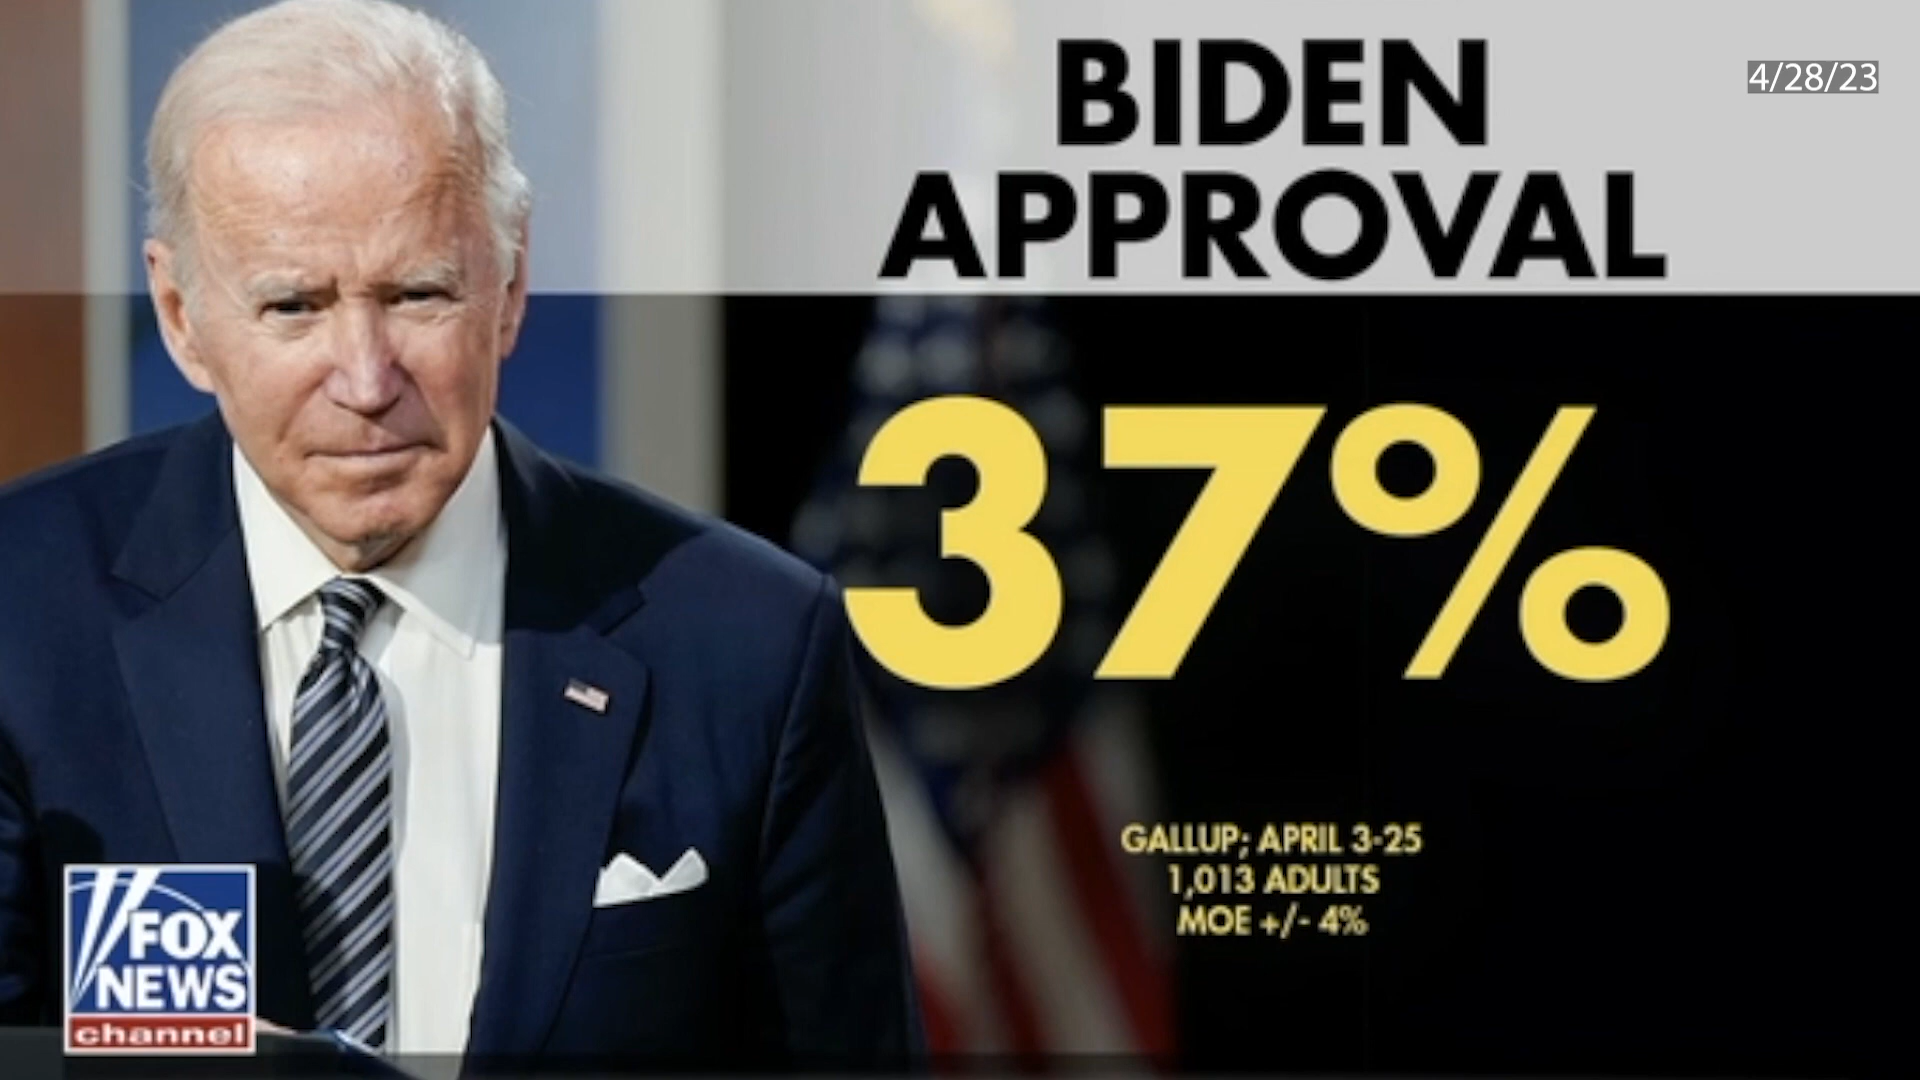 BIDEN
APPROVAL
4/28/23
37%
GALLUP; APRIL 3-25
1,013 ADULTS
MOE +/- 4%
FOX
NEWS
channel